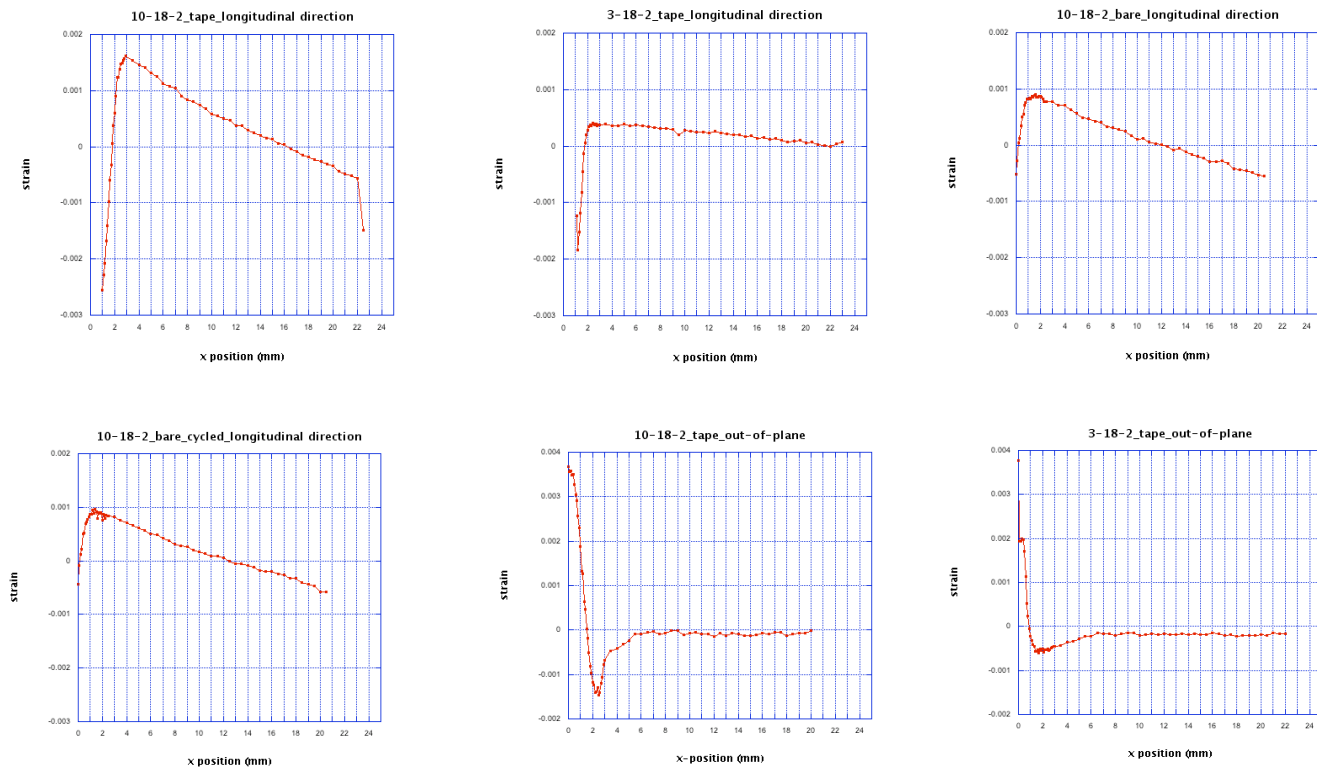 10-18-2_tape_longitudinal direction
0.002
0.001
0
-0.001
-0.002
-0.003
strain
0 2 4 6 8 10 12 14 16 18 20 22 24
x position (mm)
3-18-2_tape_longitudinal direction
0.002
0.001
0
-0.001
-0.002
-0.003
strain
0 2 4 6 8 10 12 14 16 18 20 22 24
x position (mm)
10-18-2_bare_longitudinal direction
0.002
0.001
0
-0.001
-0.002
-0.003
strain
0 2 4 6 8 10 12 14 16 18 20 22 24
x position (mm)
10-18-2_bare_cycled_longitudinal direction
0.002
0.001
0
-0.001
-0.003
strain
0 2 4 6 8 10 12 14 16 18 20 22 24
x position (mm)
10-18-2_tape_out-of-plane
0.004
0.003
0.002
0.001
0
-0.001
-0.002
strain
0 2 4 6 8 10 12 14 16 18 20 22 24
x-position (mm)
3-18-2_tape_out-of-plane
0.004
0.003
0.002
0.001
0
-0.001
-0.002
strain
0 2 4 6 8 10 12 14 16 18 20 22 24
x position (mm)